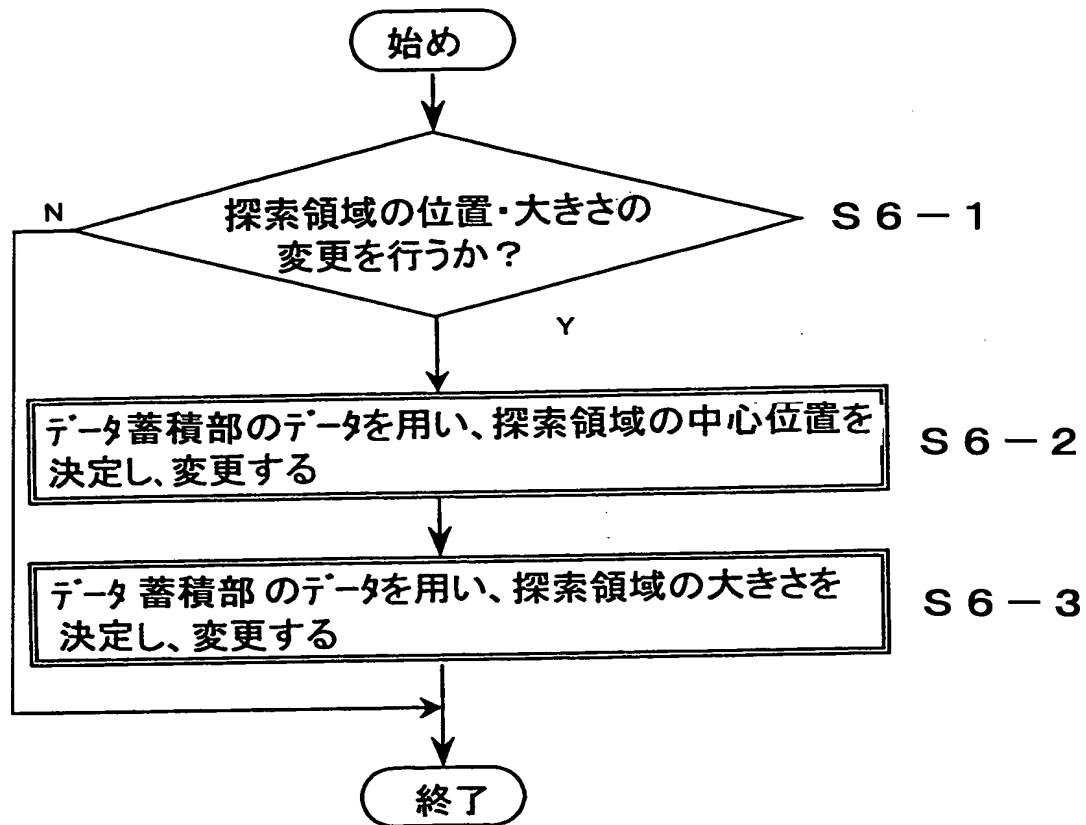 始め
N
探索領域の位置・大きさの
変更を行うか？
S6-1
Y
データ蓄積部のデータを用い、探索領域の中心位置を
決定し、変更する
S6-2
データ蓄積部のデータを用い、探索領域の大きさを
決定し、変更する
S6-3
終了